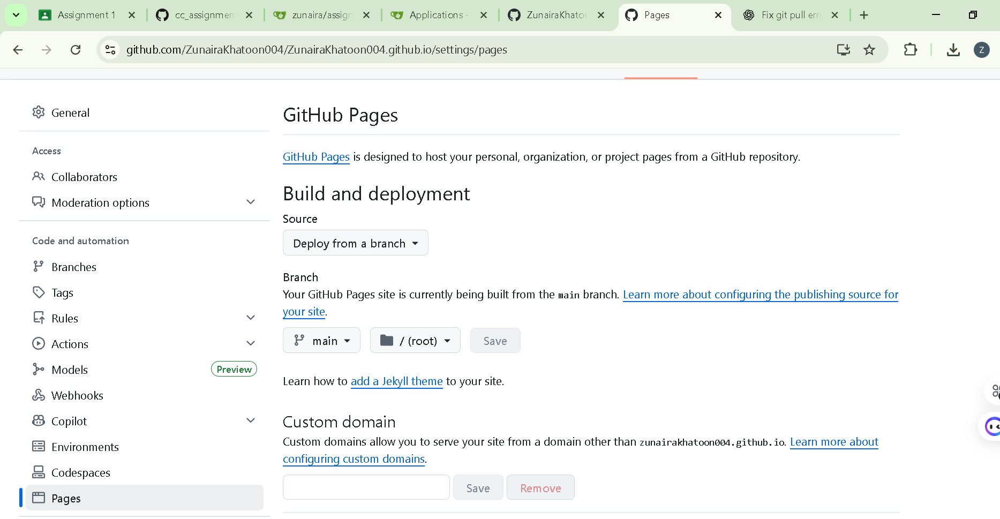 Assignment 1
cc_assignmen
zunaira/assign
Applications -
ZunairaKhatoo
Pages
Fix git pull erro
github.com/ZunairaKhatoon004/ZunairaKhatoon004.github.io/settings/pages
Z
General
Access
Collaborators
Moderation options
Code and automation
Branches
Tags
Rules
Actions
Models
Preview
Webhooks
Copilot
Environments
Codespaces
Pages
GitHub Pages
GitHub Pages is designed to host your personal, organization, or project pages from a GitHub repository.
Build and deployment
Source
Deploy from a branch
Branch
Your GitHub Pages site is currently being built from the main branch. Learn more about configuring the publishing source for
your site.
main
/ (root)
Save
Learn how to add a Jekyll theme to your site.
Custom domain
Custom domains allow you to serve your site from a domain other than zunairakhatoon004.github.io. Learn more about
configuring custom domains.
Save
Remove